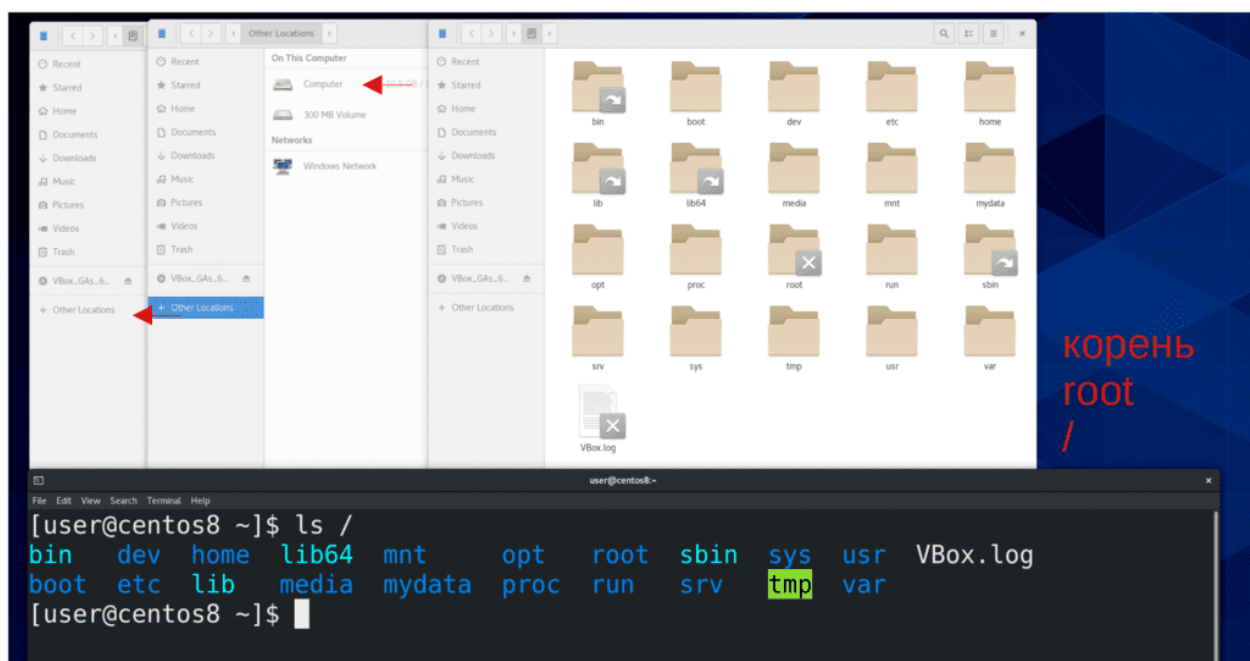 Other Locations
Recent
Starred
Home
Documents
Downloads
Music
Pictures
Videos
Trash
VBox_GAs_6...
+ Other Locations
Recent
Starred
Home
Documents
Downloads
Music
Pictures
Videos
Trash
VBox_GAs_6...
+ Other Locations
On This Computer
Computer 10.5 GB /
300 MB Volume
Networks
Windows Network
Recent
Starred
Home
Documents
Downloads
Music
Pictures
Videos
Trash
VBox_GAs_6...
+ Other Locations
bin boot dev etc home
lib lib64 media mnt mydata
opt proc root run sbin
srv sys tmp usr var
VBox.log
корень
root
/
user@centos8:~
File Edit View Search Terminal Help
[user@centos8 ~]$ ls /
bin dev home lib64 mnt opt root sbin sys usr VBox.log
boot etc lib media mydata proc run srv tmp var
[user@centos8 ~]$